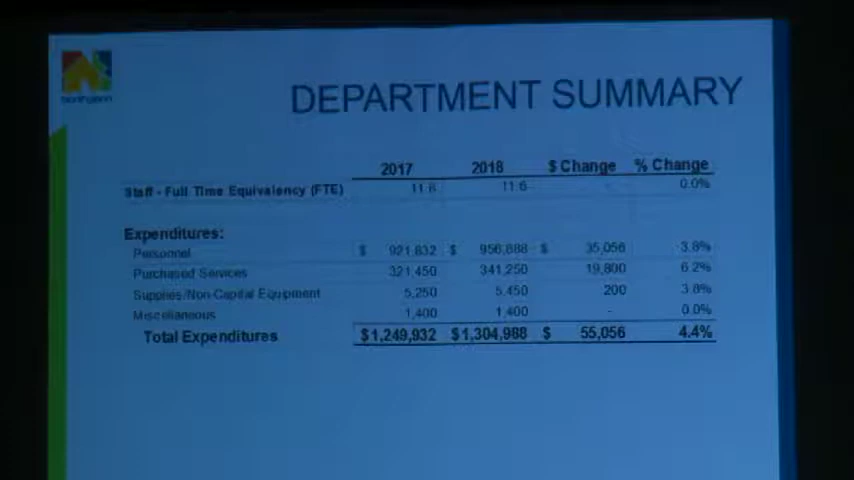 northglenn
DEPARTMENT SUMMARY
2017 2018 $ Change % Change
Staff - Full Time Equivalency (FTE) 11.6 11.6 - 0.0%
Expenditures:
Personnel $ 921,832 $ 956,888 $ 35,056 3.8%
Purchased Services 321,450 341,250 19,800 6.2%
Supplies/Non-Capital Equipment 5,250 5,450 200 3.8%
Miscellaneous 1,400 1,400 - 0.0%
Total Expenditures $1,249,932 $1,304,988 $ 55,056 4.4%